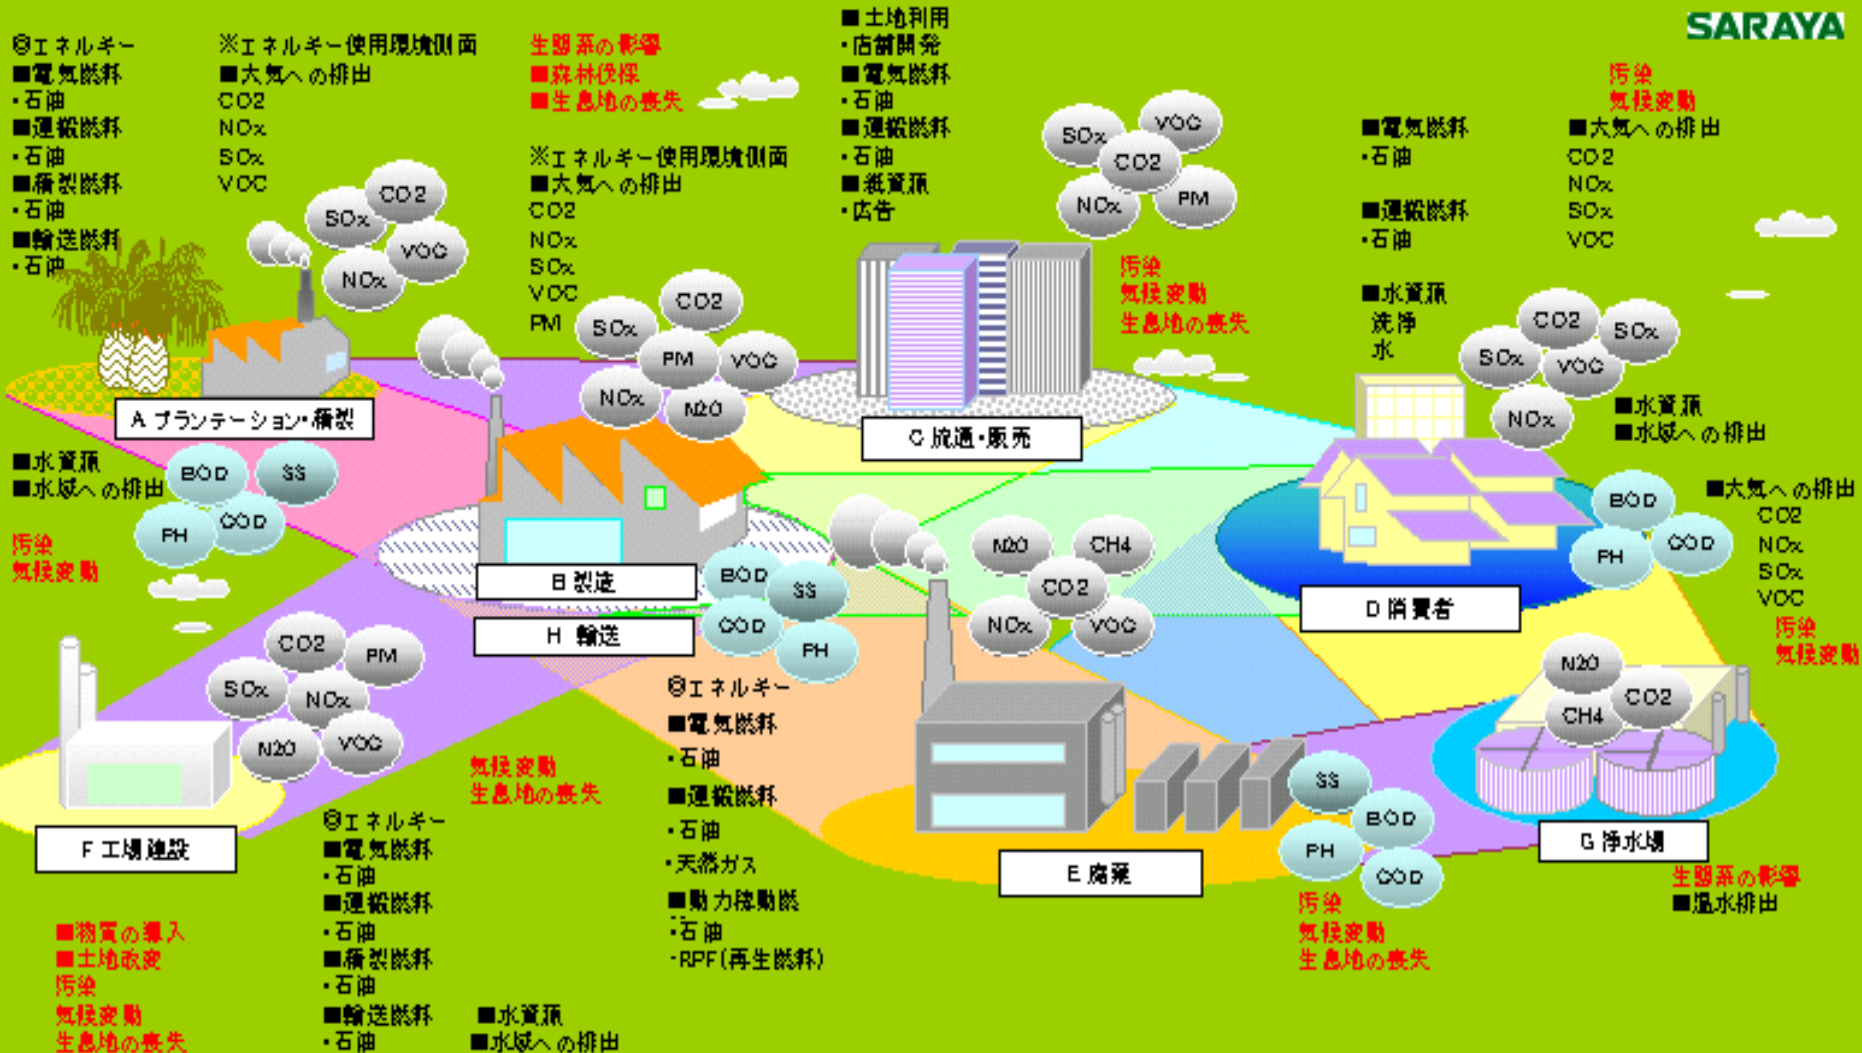 SARAYA
◎エネルギー
■電気燃料
・石油
■運搬燃料
・石油
■精製燃料
・石油
■輸送燃料
・石油
※エネルギー使用環境側面
■大気への排出
CO2
NOx
SOx
VOC
生態系の影響
■森林伐採
■生息地の喪失
※エネルギー使用環境側面
■大気への排出
CO2
NOx
SOx
VOC
PM
■土地利用
・店舗開発
■電気燃料
・石油
■運搬燃料
・石油
■紙資源
・広告
汚染
気候変動
生息地の喪失
■電気燃料
・石油
■運搬燃料
・石油
■水資源
洗浄
水
汚染
気候変動
■大気への排出
CO2
NOx
SOx
VOC
CO2
SOx
VOC
NOx
A プランテーション・精製
■水資源
■水域への排出
BOD
SS
COD
PH
汚染
気候変動
CO2
SOx
PM
VOC
NOx
N2O
B 製造
H 輸送
BOD
SS
COD
PH
SOx
VOC
CO2
NOx
PM
C 流通・販売
CO2
SOx
SOx
VOC
NOx
■水資源
■水域への排出
BOD
COD
PH
D 消費者
■大気への排出
CO2
NOx
SOx
VOC
汚染
気候変動
N2O
CH4
CO2
NOx
VOC
E 廃棄
SS
BOD
PH
COD
汚染
気候変動
生息地の喪失
N2O
CO2
CH4
G 浄水場
生態系の影響
■温水排出
CO2
PM
SOx
NOx
N2O
VOC
F 工場建設
■物質の導入
■土地改変
汚染
気候変動
生息地の喪失
◎エネルギー
■電気燃料
・石油
■運搬燃料
・石油
■精製燃料
・石油
■輸送燃料
・石油
気候変動
生息地の喪失
■水資源
■水域への排出
◎エネルギー
■電気燃料
・石油
■運搬燃料
・石油
・天然ガス
■動力稼動燃
・石油
・RPF(再生燃料)